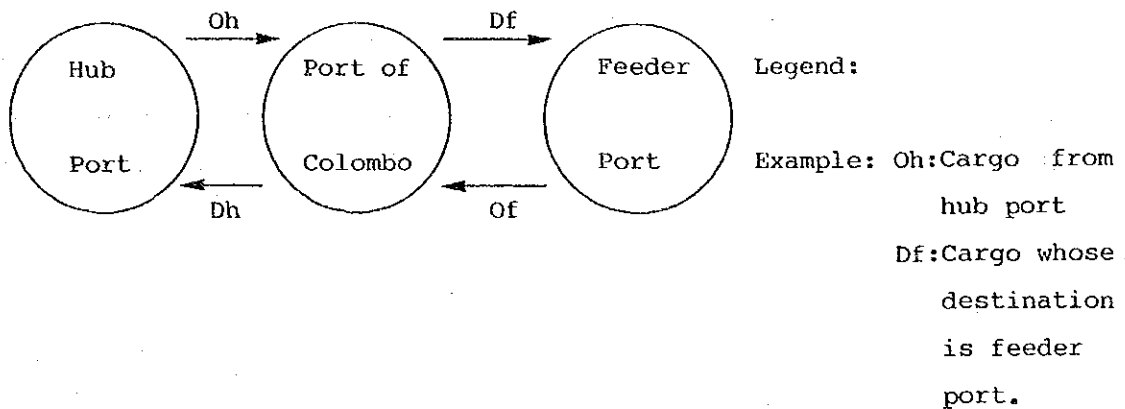 Oh
Df
Hub
Port of
Feeder
Legend:
Port
Colombo
Port
Example: Oh:Cargo from
Dh
Of
hub port
Df:Cargo whose
destination
is feeder
port.